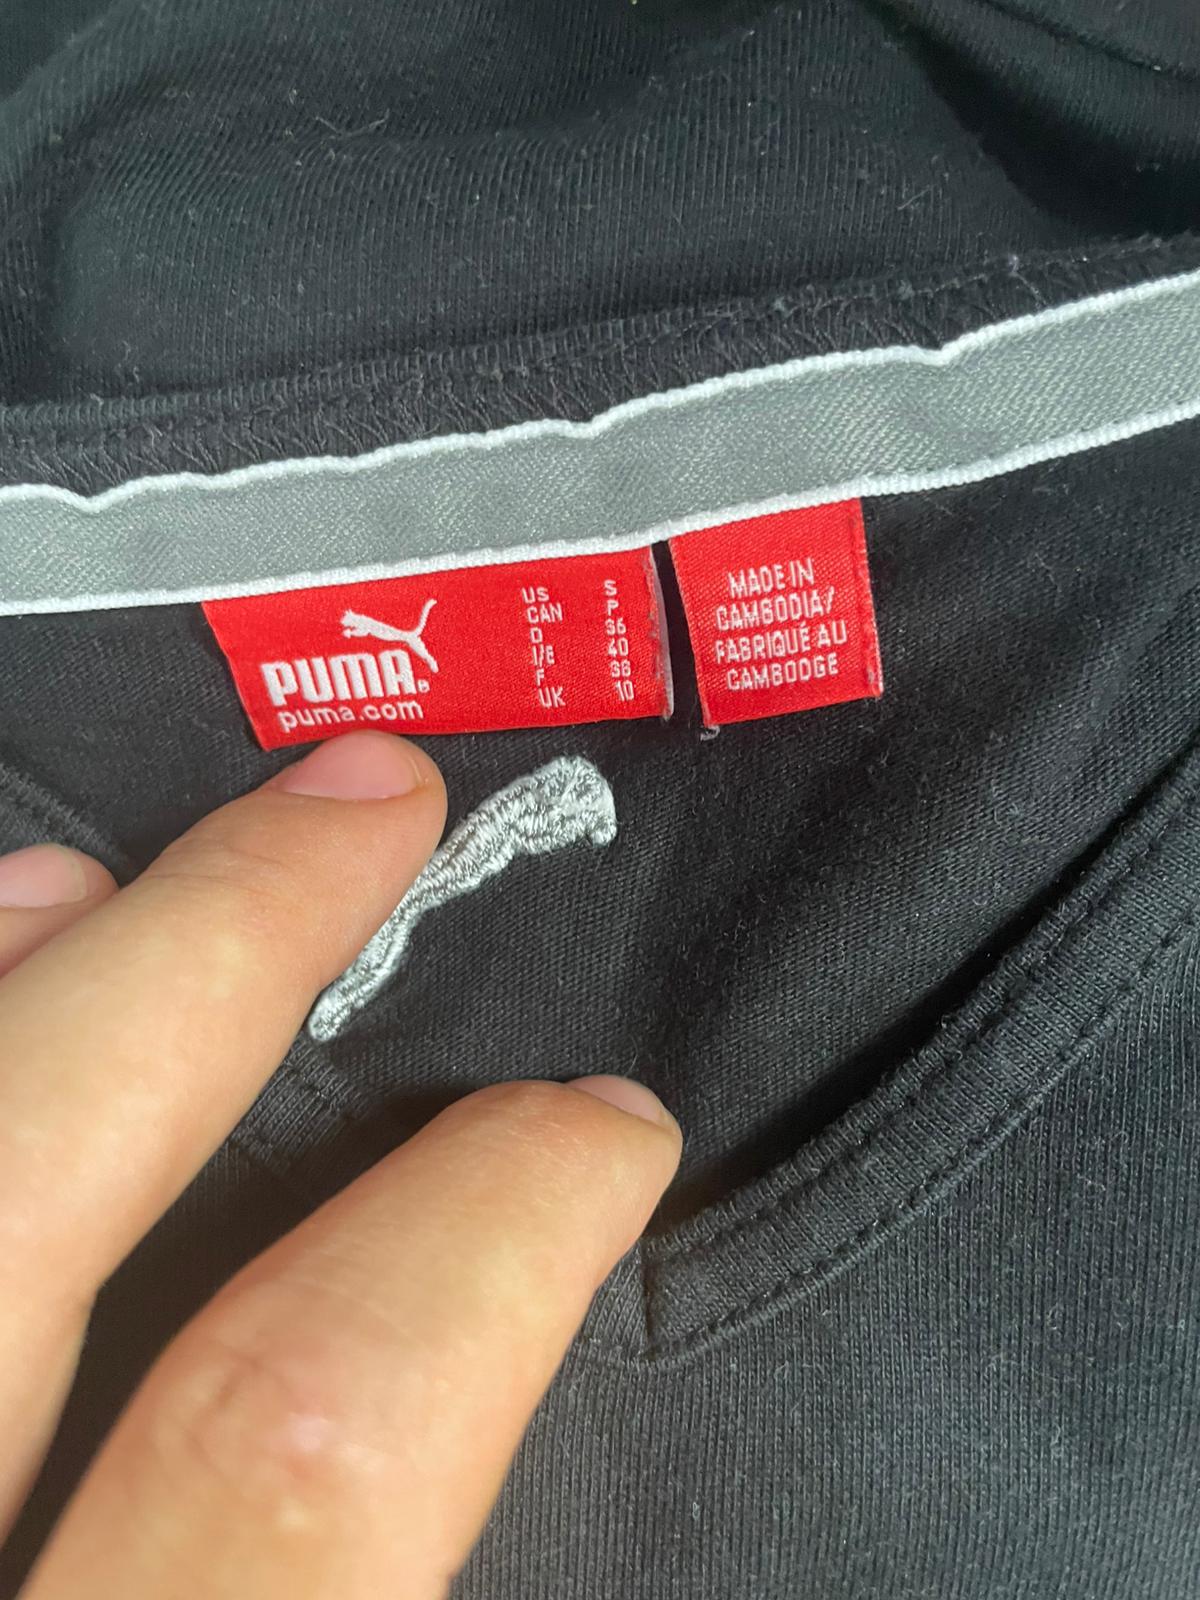 PUMA®
puma.com
US S
CAN P
D 36
I/E 40
F 38
UK 10
MADE IN
CAMBODIA/
FABRIQUÉ AU
CAMBODGE